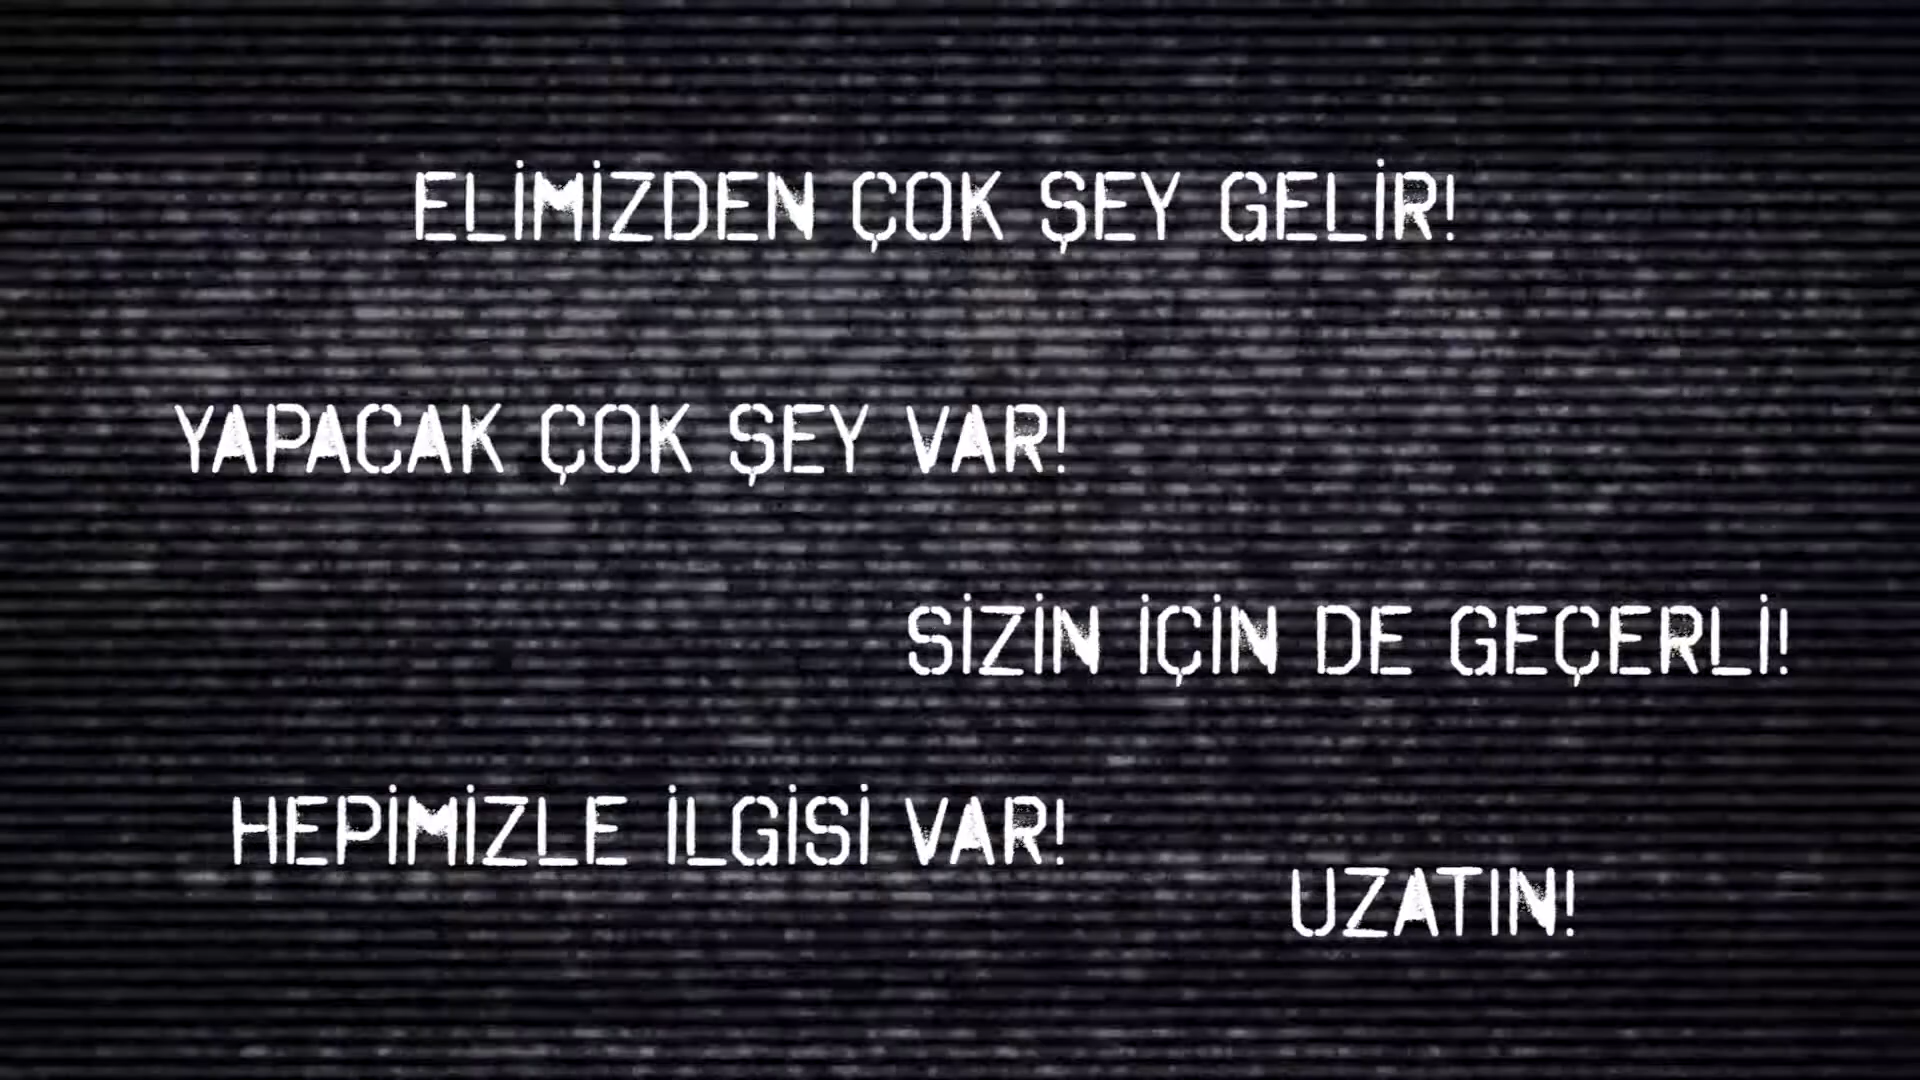 ELİMİZDEN ÇOK ŞEY GELİR!
YAPACAK ÇOK ŞEY VAR!
SİZİN İÇİN DE GEÇERLİ!
HEPİMİZLE İLGİSİ VAR!
UZATIN!